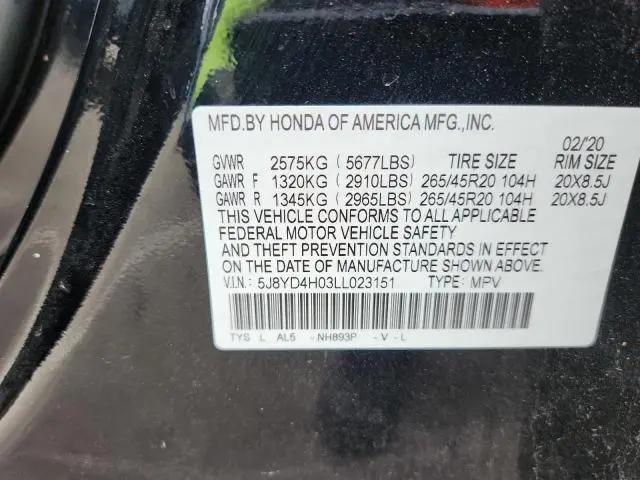 MFD.BY HONDA OF AMERICA MFG.,INC.
02/'20
GVWR 2575KG ( 5677LBS) TIRE SIZE RIM SIZE
GAWR F 1320KG ( 2910LBS) 265/45R20 104H 20X8.5J
GAWR R 1345KG ( 2965LBS) 265/45R20 104H 20X8.5J
THIS VEHICLE CONFORMS TO ALL APPLICABLE
FEDERAL MOTOR VEHICLE SAFETY
AND THEFT PREVENTION STANDARDS IN EFFECT
ON THE DATE OF MANUFACTURE SHOWN ABOVE.
V.I.N.: 5J8YD4H03LL023151 TYPE: MPV
TYS L AL5 -NH893P -V-L